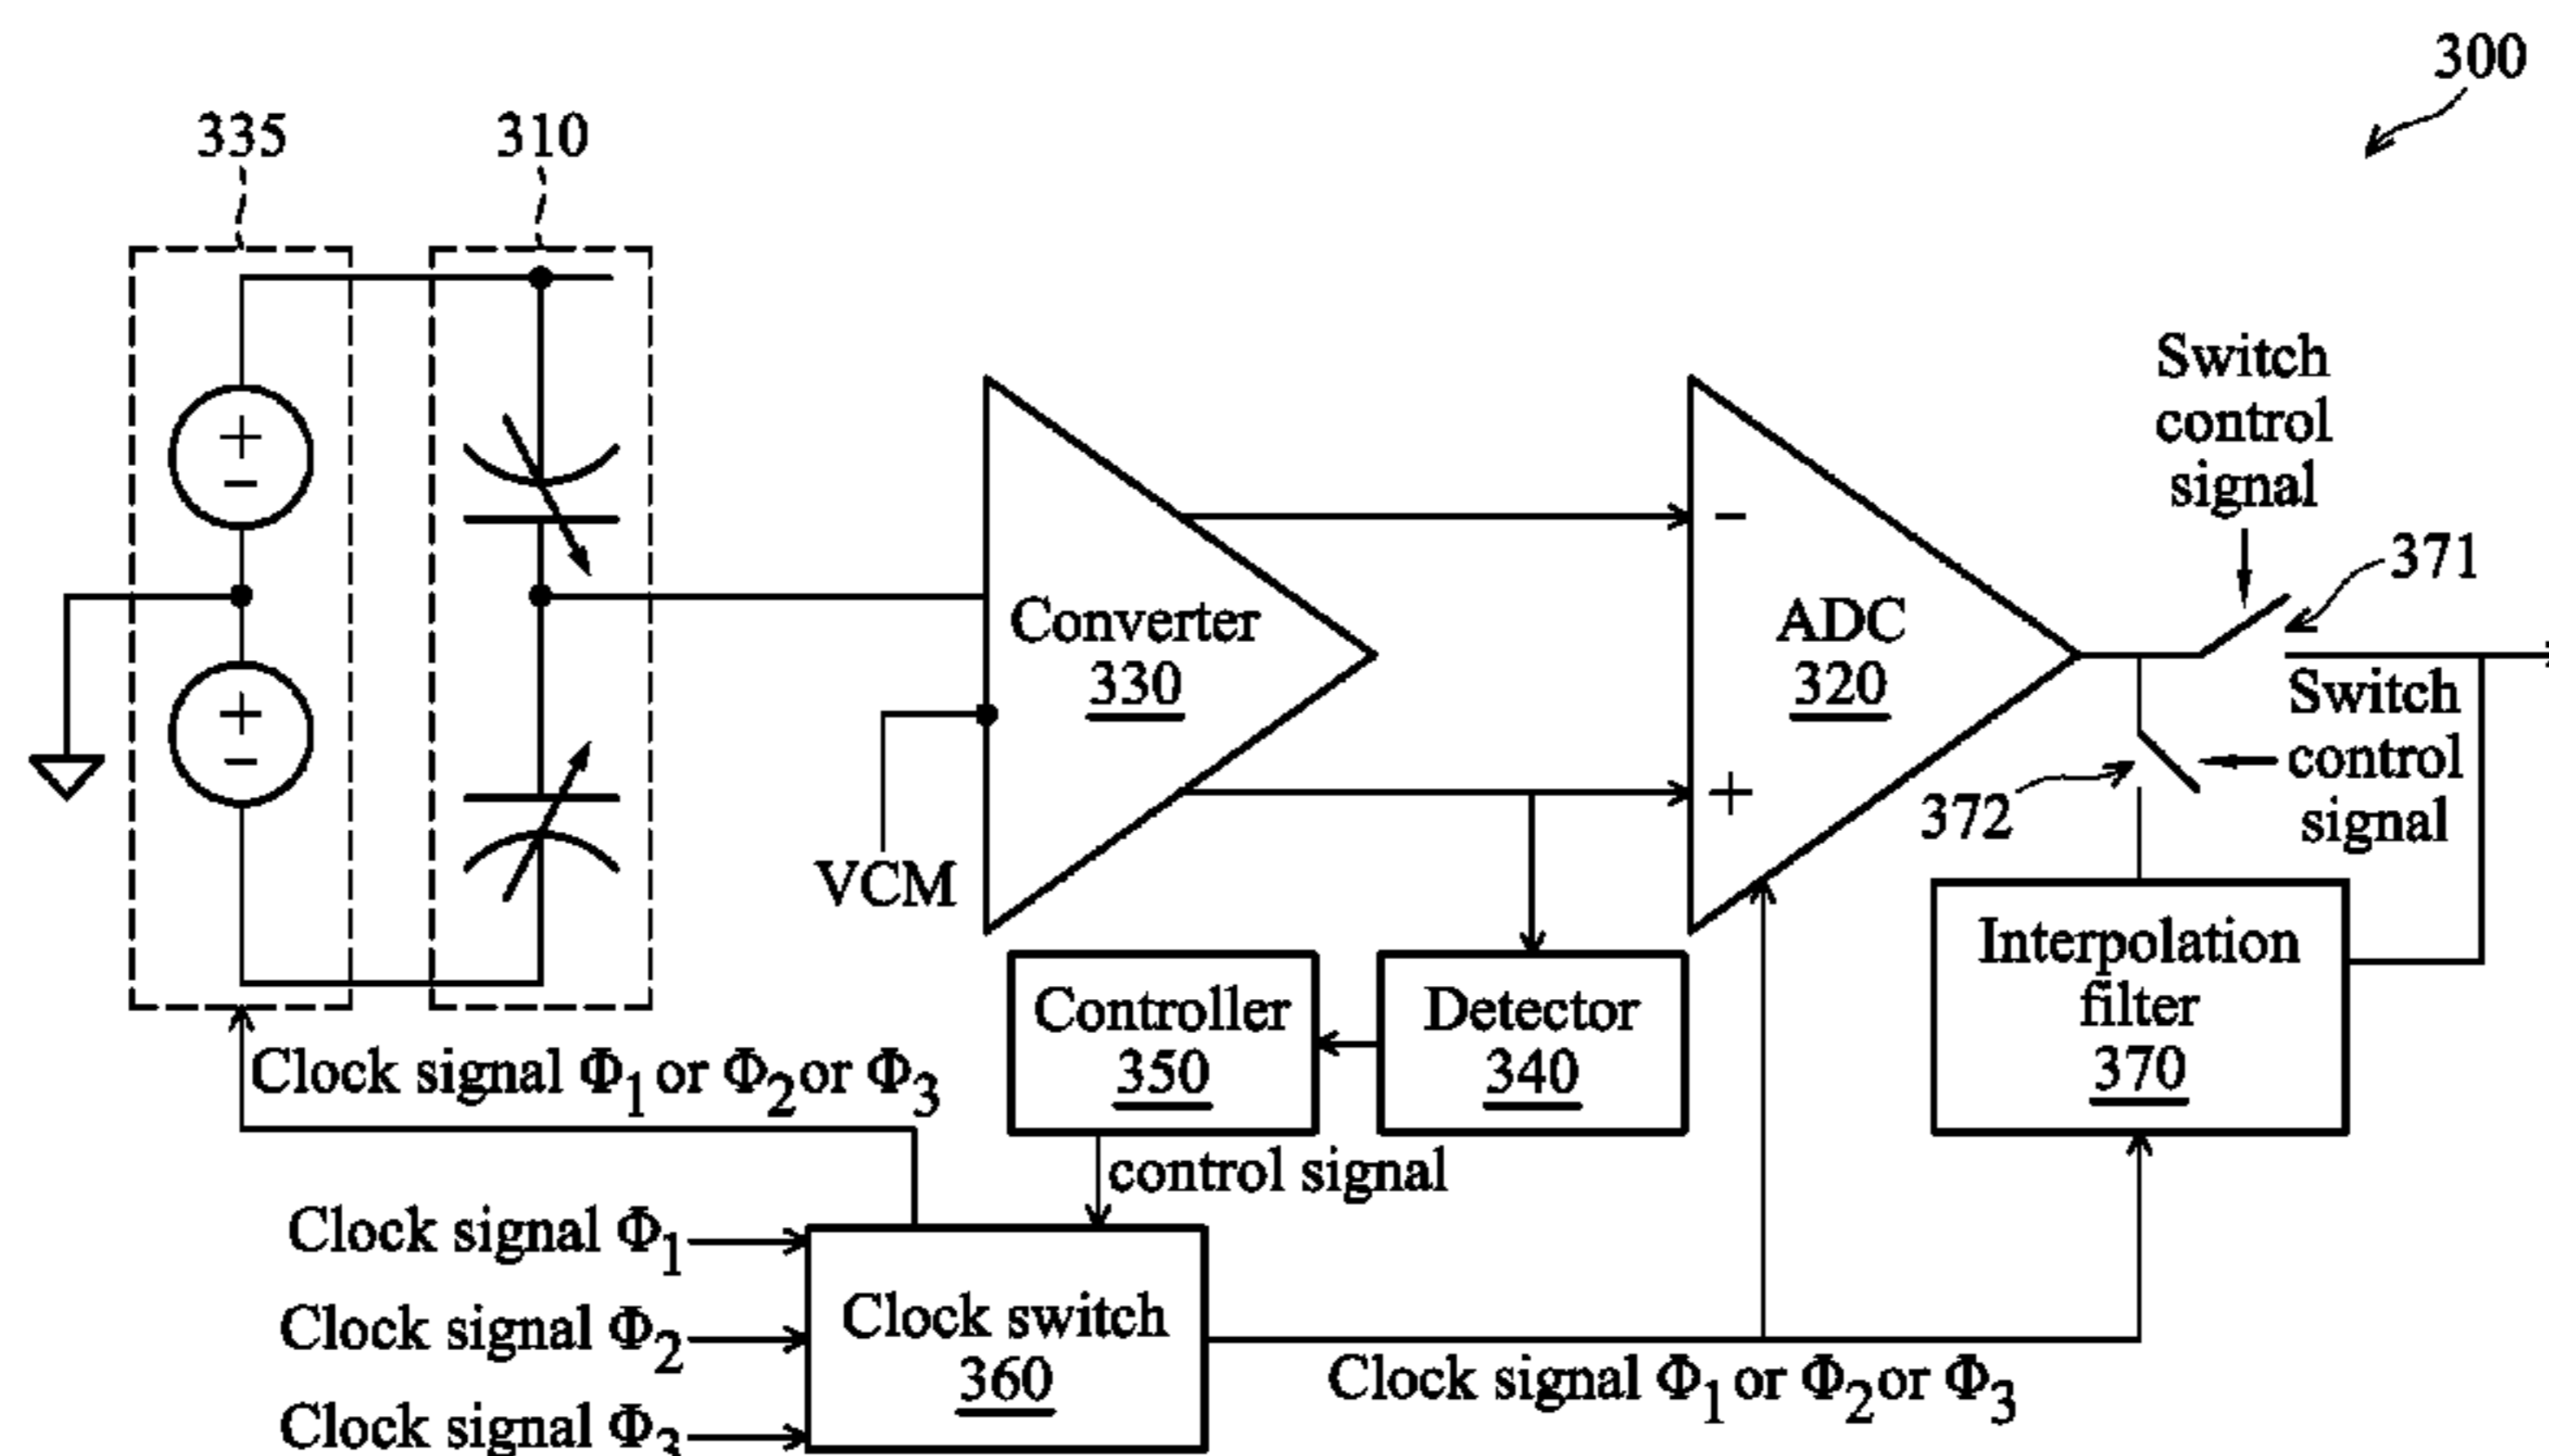 300
335
310
+
−
+
−
Converter
330
VCM
−
ADC
320
+
Switch
control
signal
371
Switch
control
signal
372
Interpolation
filter
370
Controller
350
Detector
340
Clock signal Φ1 or Φ2 or Φ3
control signal
Clock signal Φ1
Clock signal Φ2
Clock signal Φ3
Clock switch
360
Clock signal Φ1 or Φ2 or Φ3